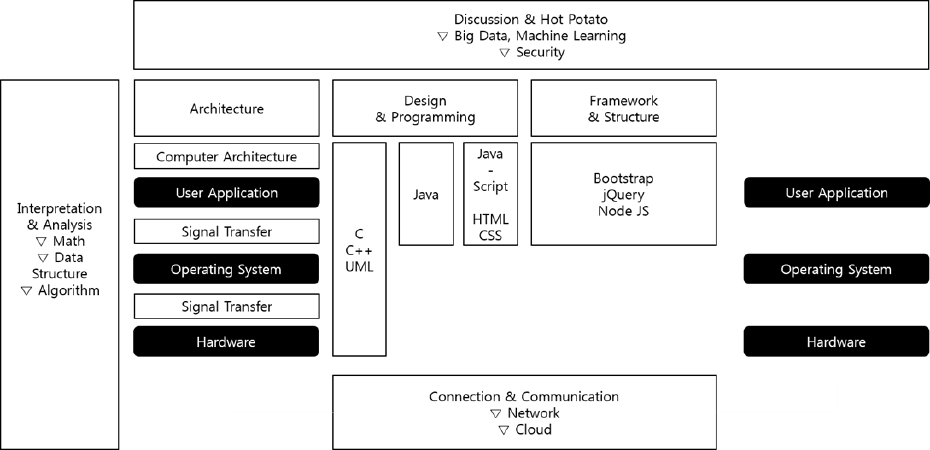 Discussion & Hot Potato
▽ Big Data, Machine Learning
▽ Security
Interpretation
& Analysis
▽ Math
▽ Data
Structure
▽ Algorithm
Architecture
Computer Architecture
User Application
Signal Transfer
Operating System
Signal Transfer
Hardware
Design
& Programming
C
C++
UML
Java
Java
-
Script
HTML
CSS
Framework
& Structure
Bootstrap
jQuery
Node JS
User Application
Operating System
Hardware
Connection & Communication
▽ Network
▽ Cloud